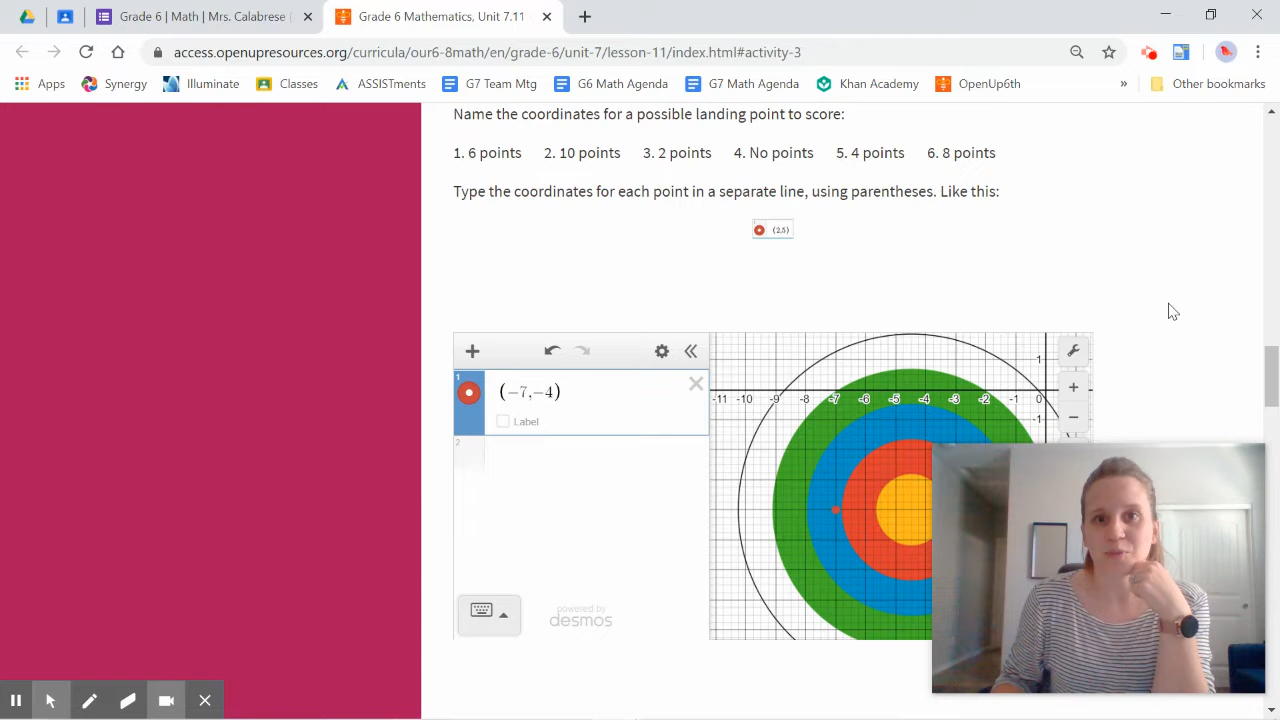 Grade 6 | Math | Mrs. Calabrese (
Grade 6 Mathematics, Unit 7.11
access.openupresources.org/curricula/our6-8math/en/grade-6/unit-7/lesson-11/index.html#activity-3
Apps Synergy Illuminate Classes ASSISTments G7 Team Mtg G6 Math Agenda G7 Math Agenda Khan Academy OpenUp6th » Other bookmarks
Name the coordinates for a possible landing point to score:
1. 6 points 2. 10 points 3. 2 points 4. No points 5. 4 points 6. 8 points
Type the coordinates for each point in a separate line, using parentheses. Like this:
1
(2,5)
1
(−7,−4)
Label
2
powered by
desmos
1
-11 -10 -9 -8 -7 -6 -5 -4 -3 -2 -1 0
-1